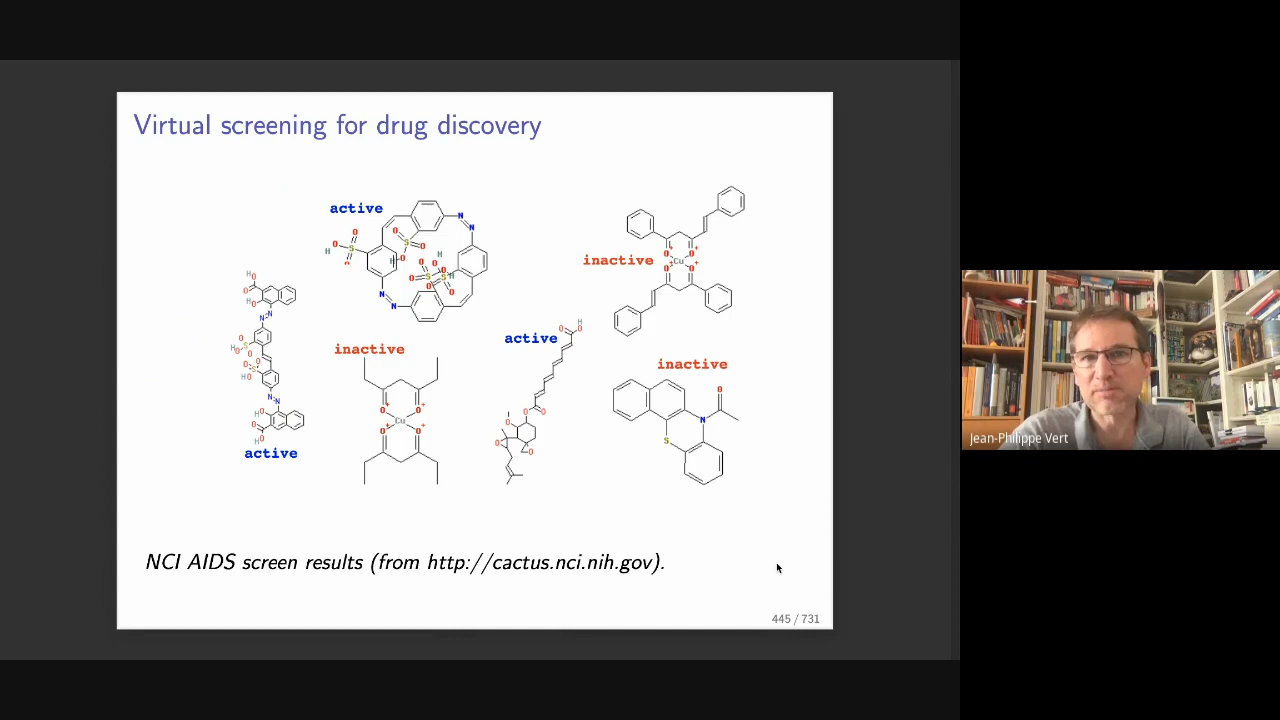 Virtual screening for drug discovery
active
inactive
inactive
active
inactive
active
NCI AIDS screen results (from http://cactus.nci.nih.gov).
445 / 731
Jean-Philippe Vert